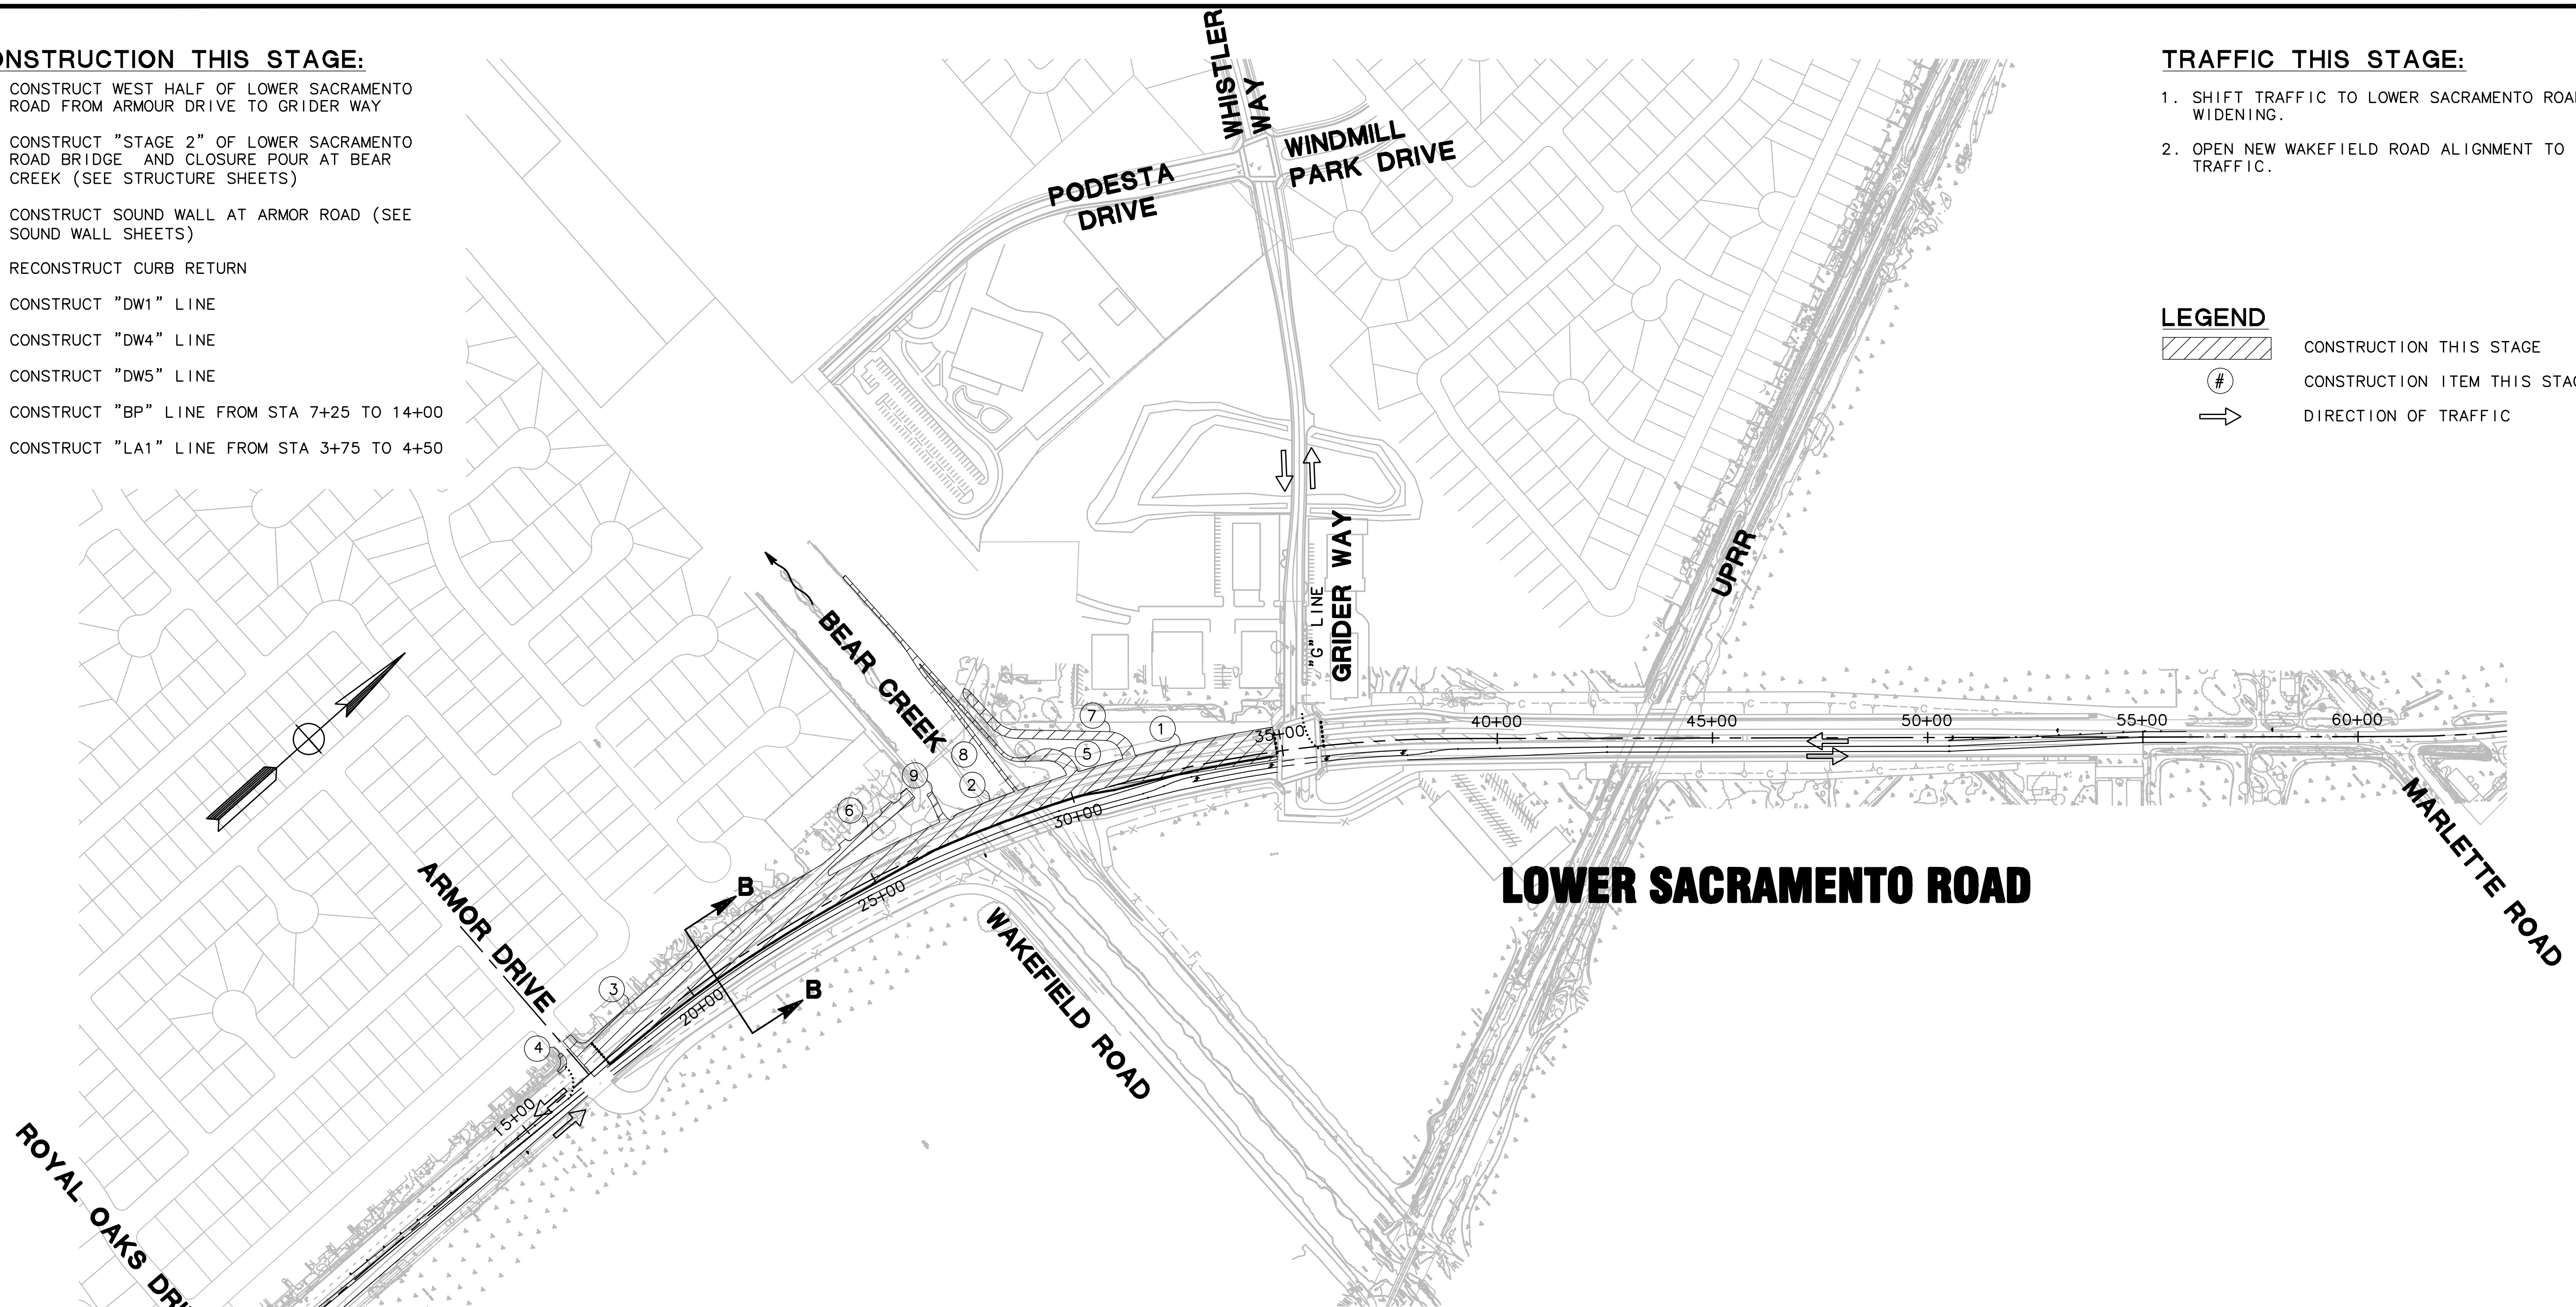 ONSTRUCTION THIS STAGE:
CONSTRUCT WEST HALF OF LOWER SACRAMENTO
ROAD FROM ARMOUR DRIVE TO GRIDER WAY
CONSTRUCT "STAGE 2" OF LOWER SACRAMENTO
ROAD BRIDGE AND CLOSURE POUR AT BEAR
CREEK (SEE STRUCTURE SHEETS)
CONSTRUCT SOUND WALL AT ARMOR ROAD (SEE
SOUND WALL SHEETS)
RECONSTRUCT CURB RETURN
CONSTRUCT "DW1" LINE
CONSTRUCT "DW4" LINE
CONSTRUCT "DW5" LINE
CONSTRUCT "BP" LINE FROM STA 7+25 TO 14+00
CONSTRUCT "LA1" LINE FROM STA 3+75 TO 4+50
TRAFFIC THIS STAGE:
1. SHIFT TRAFFIC TO LOWER SACRAMENTO ROA
WIDENING.
2. OPEN NEW WAKEFIELD ROAD ALIGNMENT TO
TRAFFIC.
LEGEND
CONSTRUCTION THIS STAGE
# CONSTRUCTION ITEM THIS STA
DIRECTION OF TRAFFIC
WHISTLER
WAY
WINDMILL
PARK DRIVE
PODESTA
DRIVE
UPRR
"G" LINE
GRIDER WAY
BEAR CREEK
7
1
8
5
9
2
6
3
4
35+00
40+00
45+00
50+00
55+00
60+00
30+00
25+00
20+00
15+00
B
B
ARMOR DRIVE
WAKEFIELD ROAD
LOWER SACRAMENTO ROAD
MARLETTE ROAD
ROYAL OAKS DRI